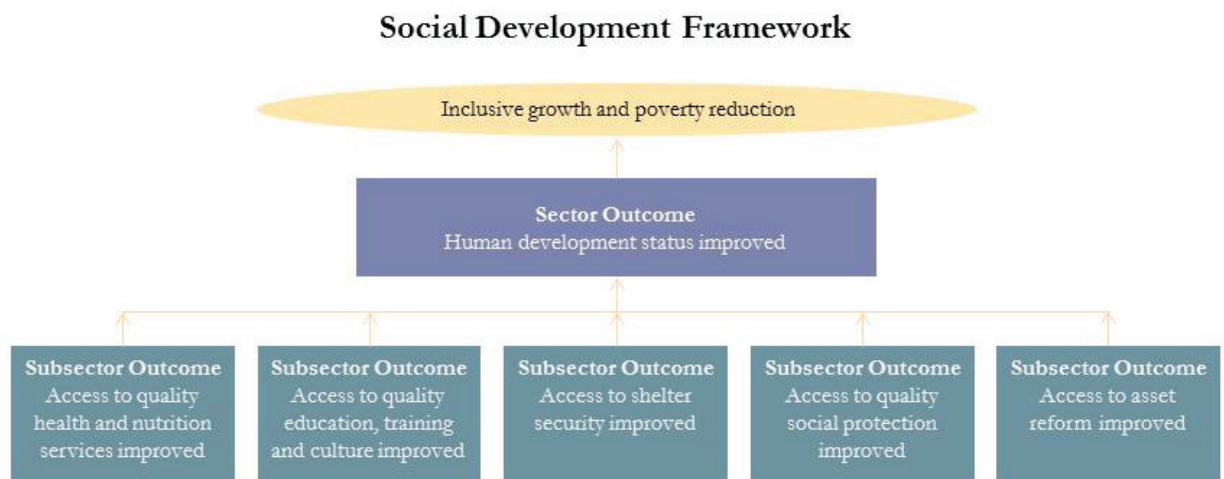 Social Development Framework
Inclusive growth and poverty reduction
Sector Outcome
Human development status improved
Subsector Outcome
Access to quality
health and nutrition
services improved
Subsector Outcome
Access to quality
education, training
and culture improved
Subsector Outcome
Access to shelter
security improved
Subsector Outcome
Access to quality
social protection
improved
Subsector Outcome
Access to asset
reform improved